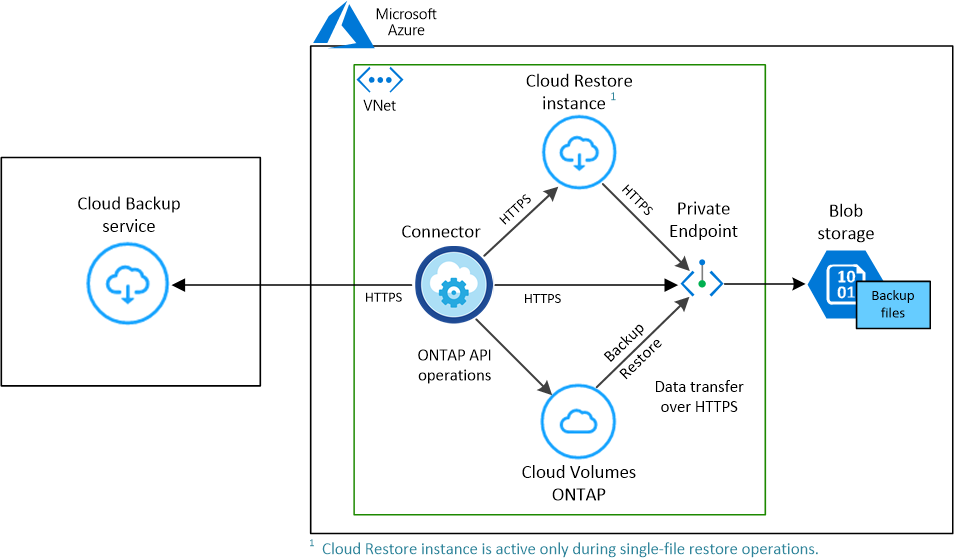 Microsoft
Azure
VNet
Cloud Restore
instance 1
Cloud Backup
service
Connector
HTTPS
HTTPS
Private
Endpoint
Blob
storage
10
01
Backup
files
HTTPS
HTTPS
ONTAP API
operations
Backup
Restore
Data transfer
over HTTPS
Cloud Volumes
ONTAP
1 Cloud Restore instance is active only during single-file restore operations.